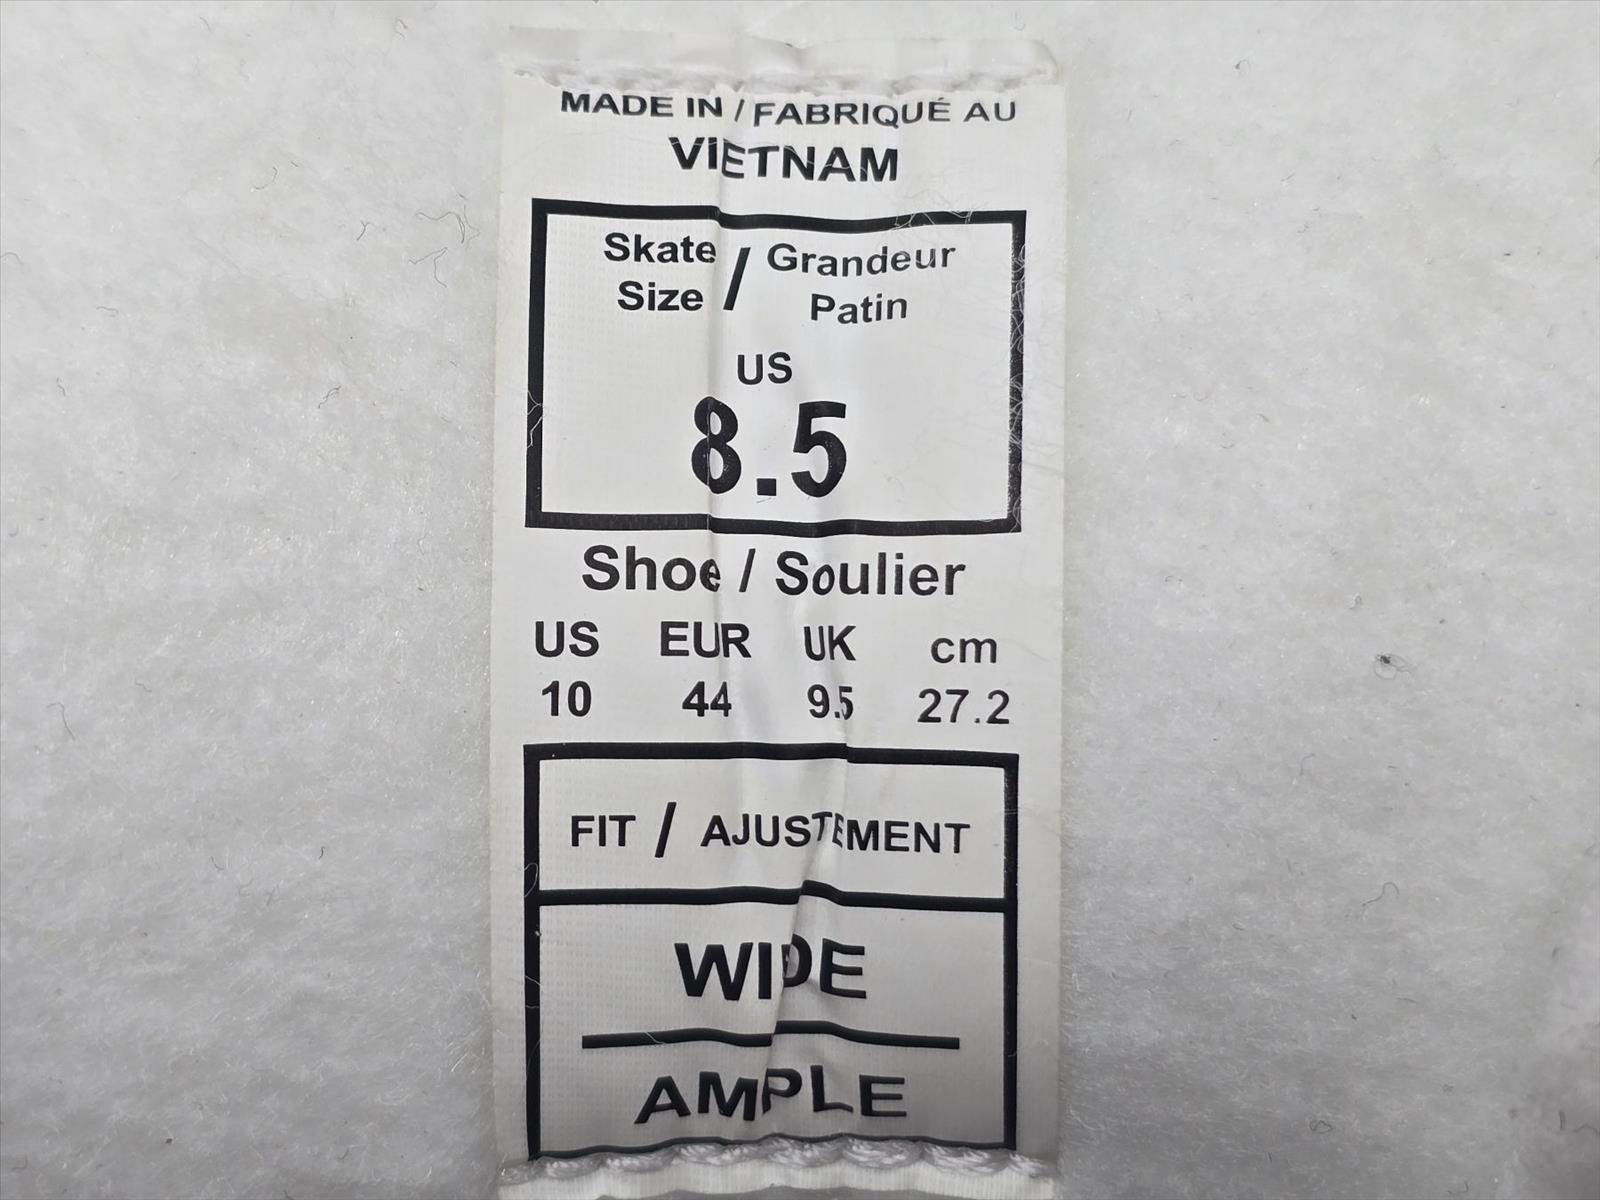 MADE IN / FABRIQUÉ AU
VIETNAM
Skate Size / Grandeur Patin
US
8.5
Shoe / Soulier
US EUR UK cm
10 44 9.5 27.2
FIT / AJUSTEMENT
WIDE
AMPLE